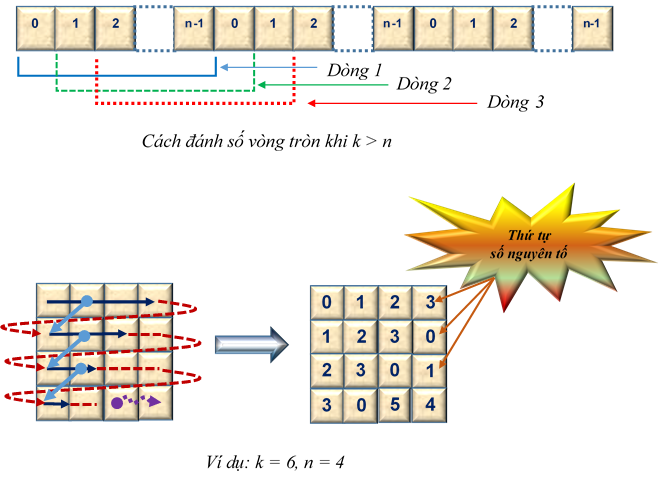 0 1 2 n-1 0 1 2 n-1 0 1 2 n-1
Dòng 1
Dòng 2
Dòng 3
Cách đánh số vòng tròn khi k > n
Thứ tự
số nguyên tố
0 1 2 3
1 2 3 0
2 3 0 1
3 0 5 4
Ví dụ: k = 6, n = 4